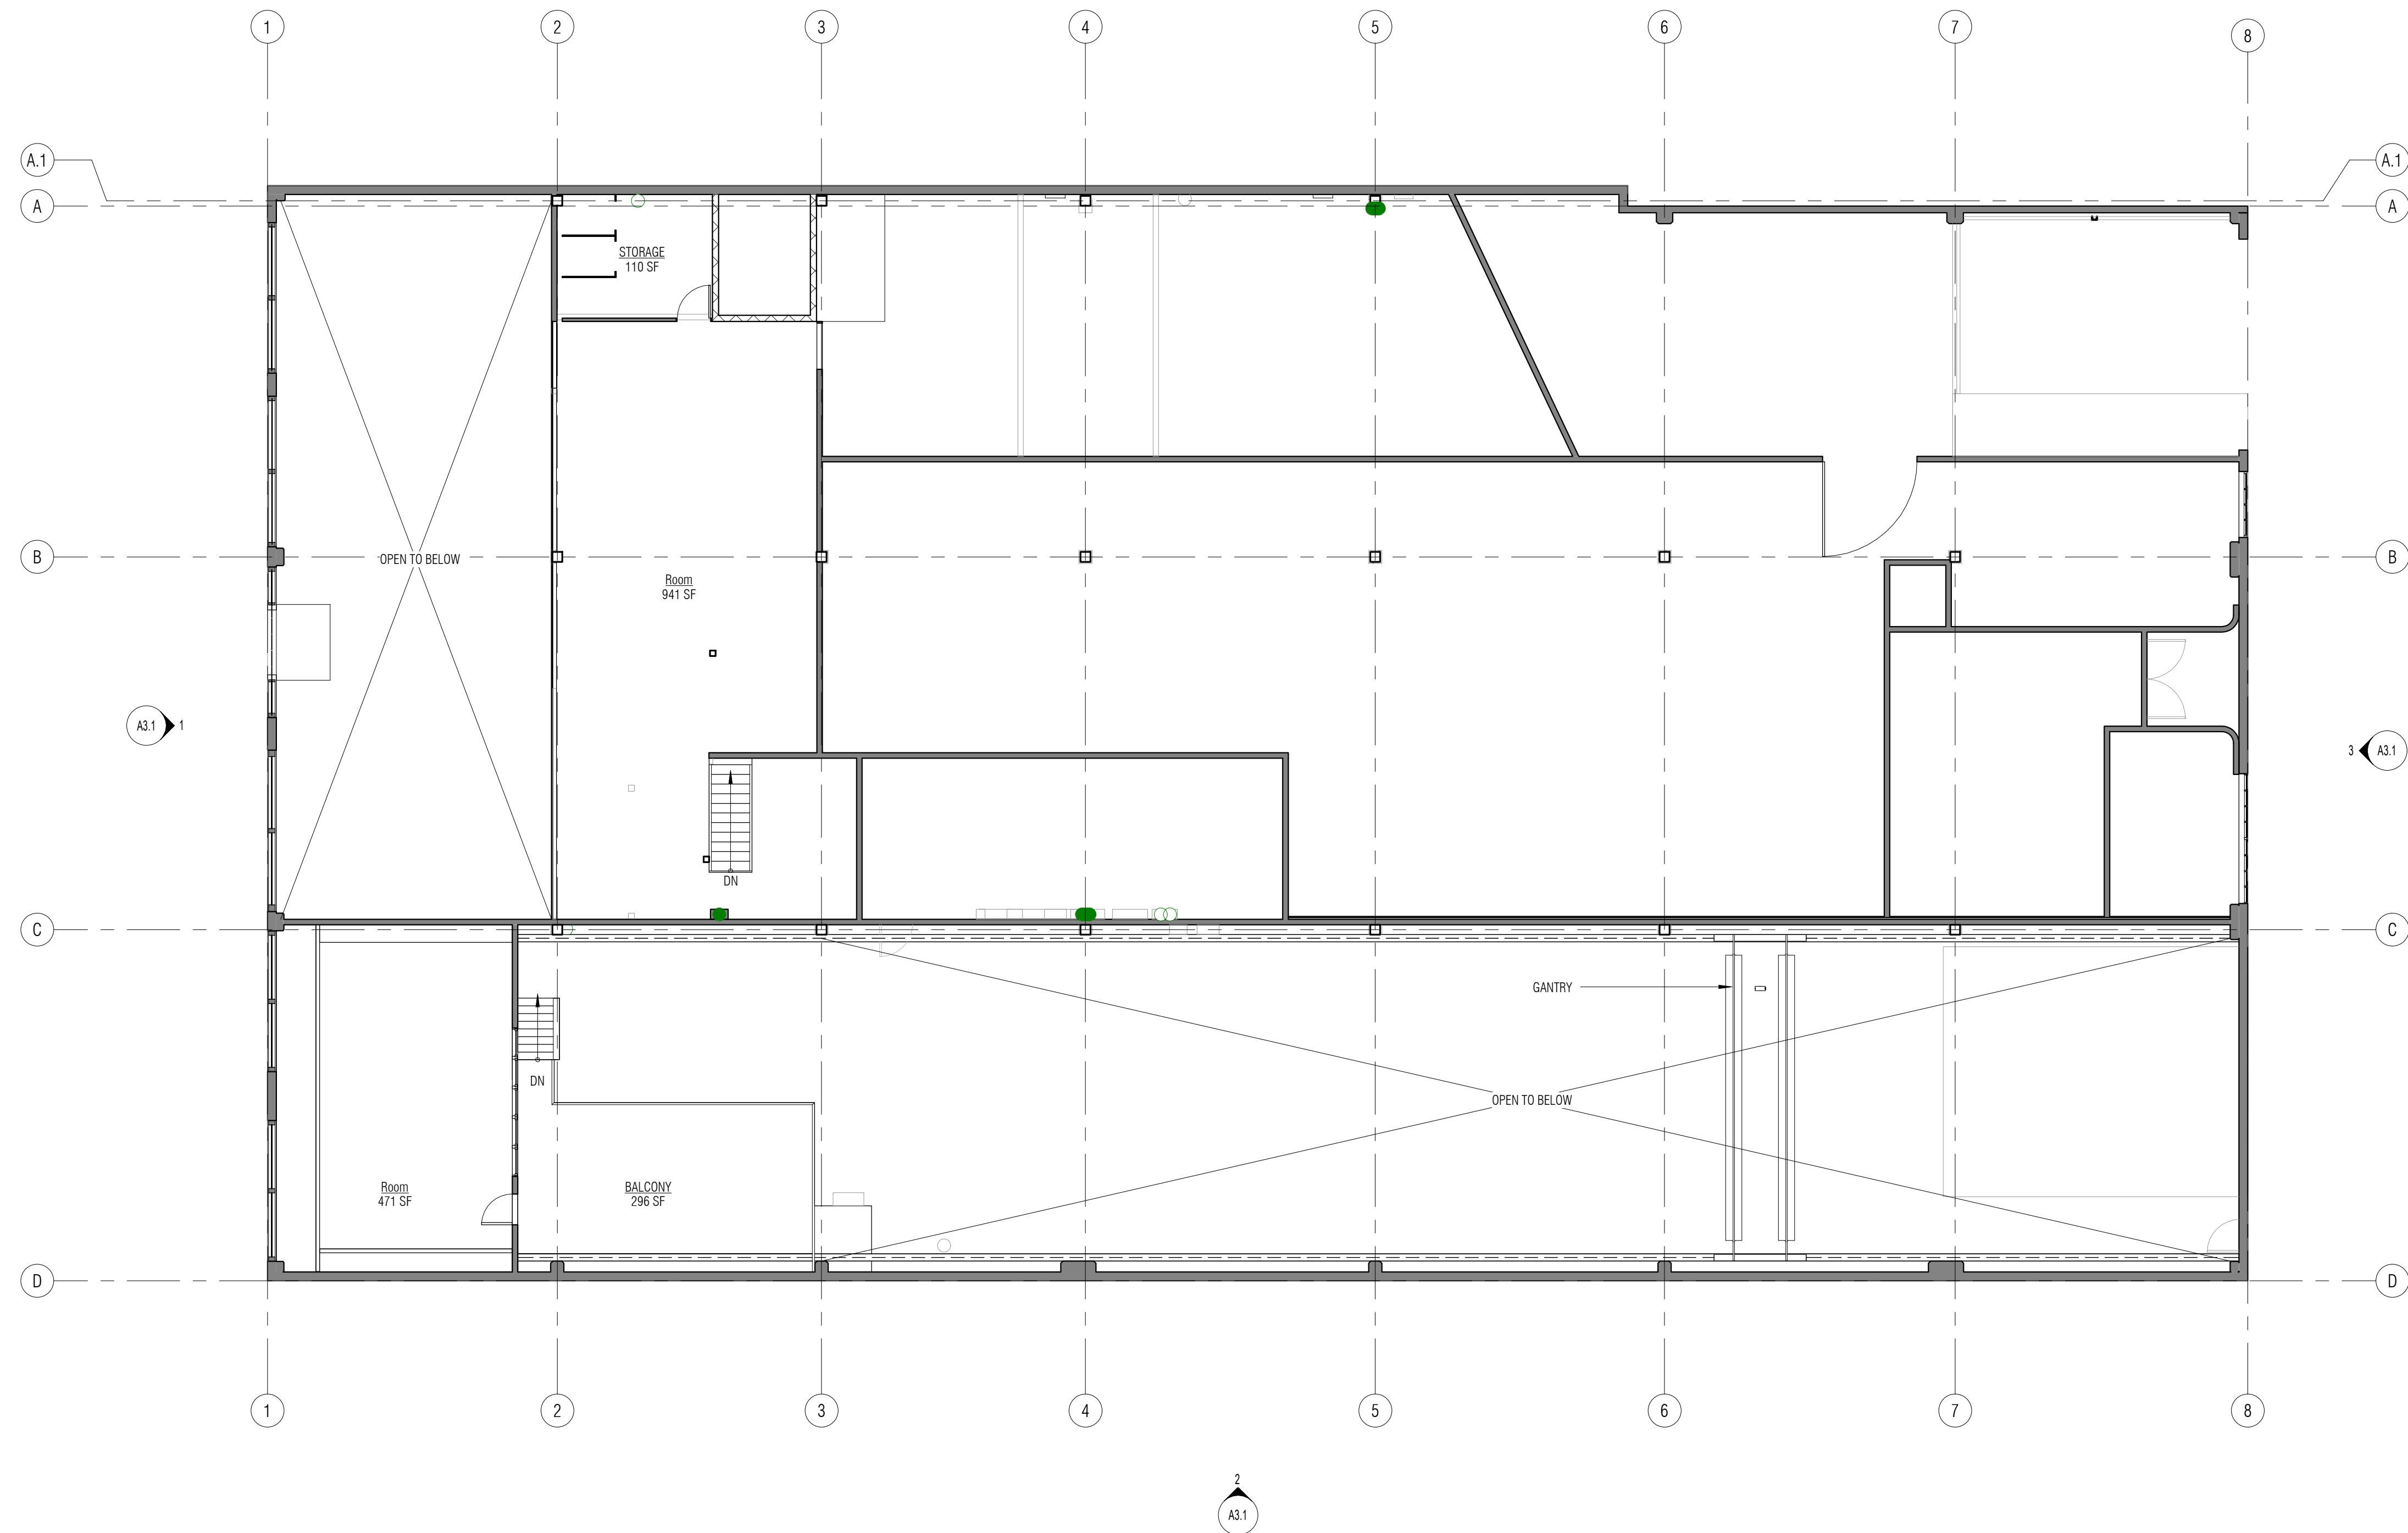 1 2 3 4 5 6 7 8
A.1 A.1
A A
STORAGE
110 SF
B OPEN TO BELOW B
Room
941 SF
A3.1 1
3 A3.1
DN
C C
GANTRY
DN
OPEN TO BELOW
Room
471 SF
BALCONY
296 SF
D D
1 2 3 4 5 6 7 8
2
A3.1